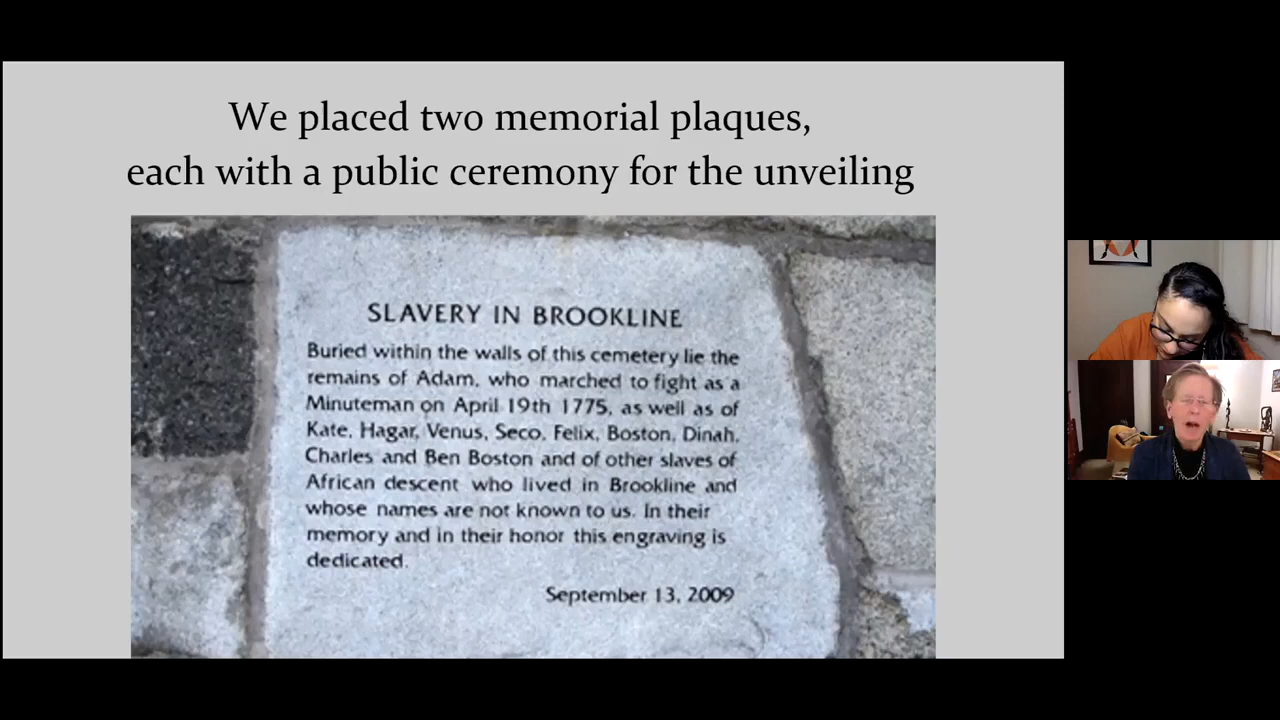 We placed two memorial plaques,
each with a public ceremony for the unveiling
SLAVERY IN BROOKLINE
Buried within the walls of this cemetery lie the
remains of Adam, who marched to fight as a
Minuteman on April 19th 1775, as well as of
Kate, Hagar, Venus, Seco, Felix, Boston, Dinah,
Charles and Ben Boston and of other slaves of
African descent who lived in Brookline and
whose names are not known to us. In their
memory and in their honor this engraving is
dedicated.
September 13, 2009